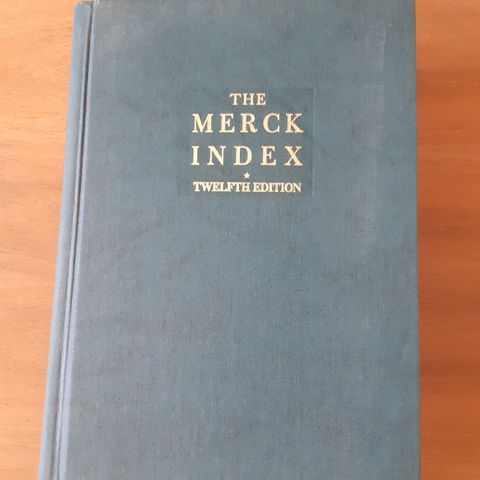 THE
MERCK
INDEX
★
TWELFTH EDITION